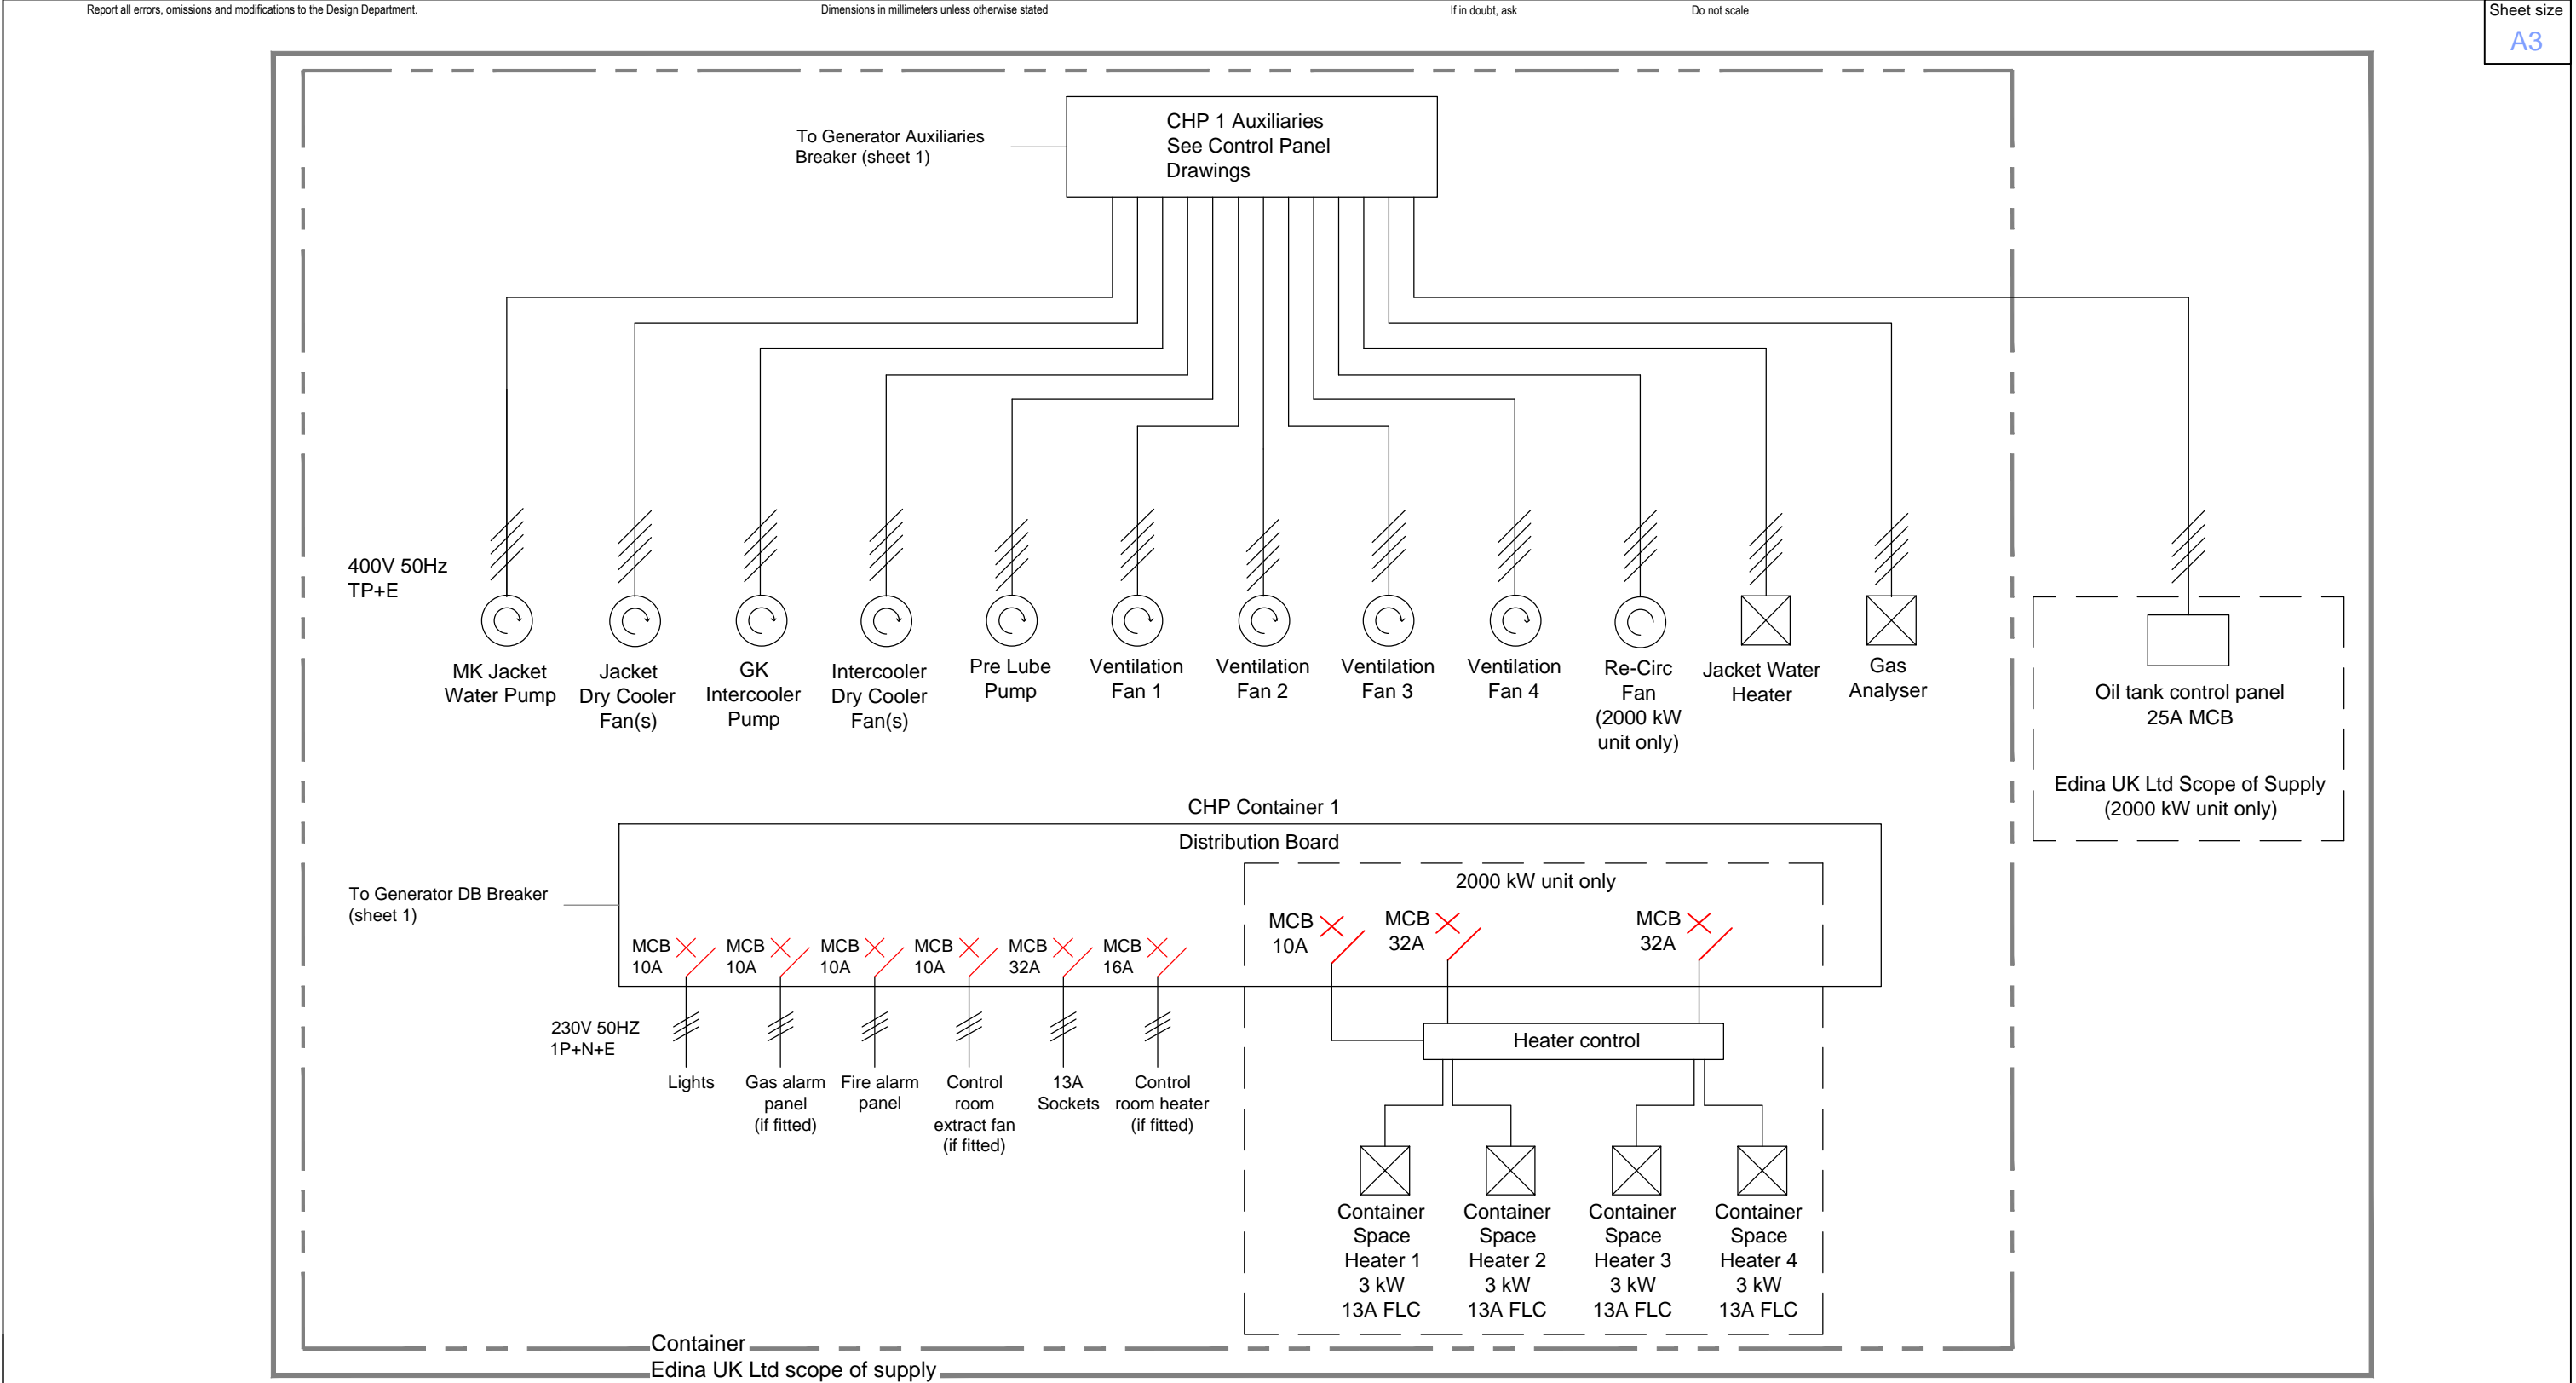 Report all errors, omissions and modifications to the Design Department.
Dimensions in millimeters unless otherwise stated
If in doubt, ask
Do not scale
Sheet size
A3
To Generator Auxiliaries
Breaker (sheet 1)
CHP 1 Auxiliaries
See Control Panel
Drawings
400V 50Hz
TP+E
MK Jacket
Water Pump
Jacket
Dry Cooler
Fan(s)
GK
Intercooler
Pump
Intercooler
Dry Cooler
Fan(s)
Pre Lube
Pump
Ventilation
Fan 1
Ventilation
Fan 2
Ventilation
Fan 3
Ventilation
Fan 4
Re-Circ
Fan
(2000 kW
unit only)
Jacket Water
Heater
Gas
Analyser
Oil tank control panel
25A MCB
Edina UK Ltd Scope of Supply
(2000 kW unit only)
CHP Container 1
Distribution Board
To Generator DB Breaker
(sheet 1)
2000 kW unit only
MCB
10A
MCB
10A
MCB
10A
MCB
10A
MCB
32A
MCB
16A
MCB
10A
MCB
32A
MCB
32A
230V 50HZ
1P+N+E
Lights
Gas alarm
panel
(if fitted)
Fire alarm
panel
Control
room
extract fan
(if fitted)
13A
Sockets
Control
room heater
(if fitted)
Heater control
Container
Space
Heater 1
3 kW
13A FLC
Container
Space
Heater 2
3 kW
13A FLC
Container
Space
Heater 3
3 kW
13A FLC
Container
Space
Heater 4
3 kW
13A FLC
Container
Edina UK Ltd scope of supply